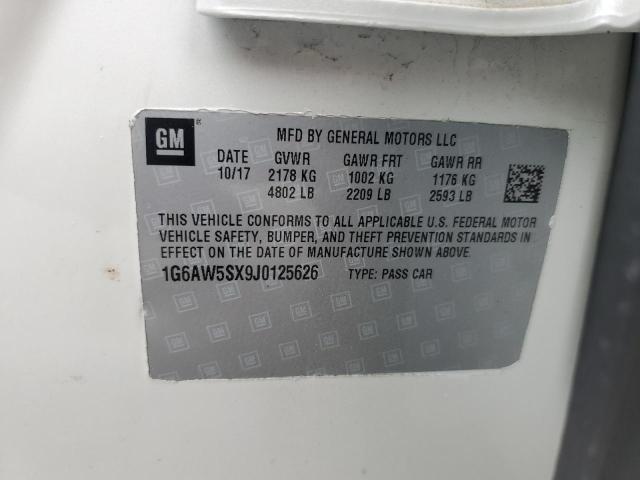 GM
MFD BY GENERAL MOTORS LLC
DATE GVWR GAWR FRT GAWR RR
10/17 2178 KG 1002 KG 1176 KG
4802 LB 2209 LB 2593 LB
THIS VEHICLE CONFORMS TO ALL APPLICABLE U.S. FEDERAL MOTOR
VEHICLE SAFETY, BUMPER, AND THEFT PREVENTION STANDARDS IN
EFFECT ON THE DATE OF MANUFACTURE SHOWN ABOVE.
1G6AW5SX9J0125626 TYPE: PASS CAR